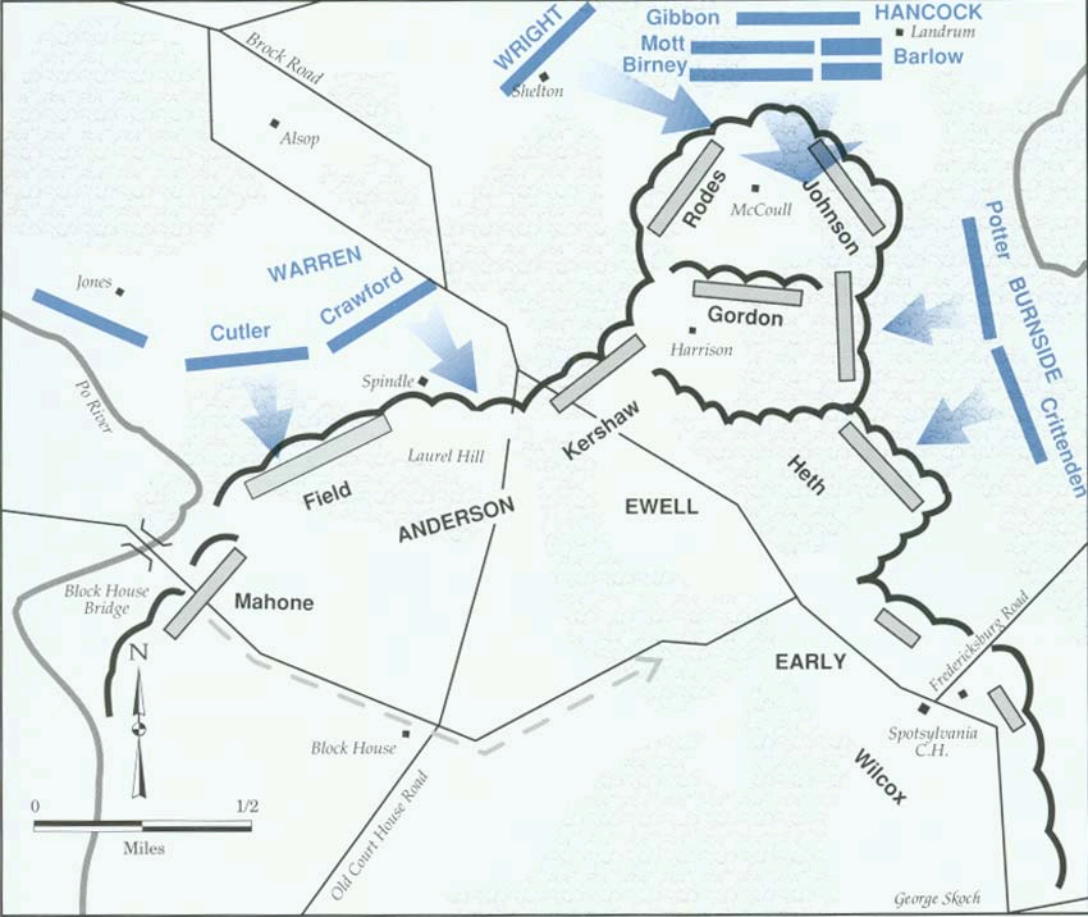 WRIGHT
Gibbon
HANCOCK
Landrum
Mott
Birney
Barlow
Shelton
Brock Road
Alsop
Rodes
McCoull
Johnson
Potter
BURNSIDE
Crittenden
WARREN
Jones
Crawford
Cutler
Gordon
Harrison
Spindle
Po River
Kershaw
Laurel Hill
Field
ANDERSON
EWELL
Heth
Block House
Bridge
Mahone
N
EARLY
Fredericksburg Road
Spotsylvania
C.H.
Block House
Wilcox
Old Court House Road
0 1/2
Miles
George Skoch